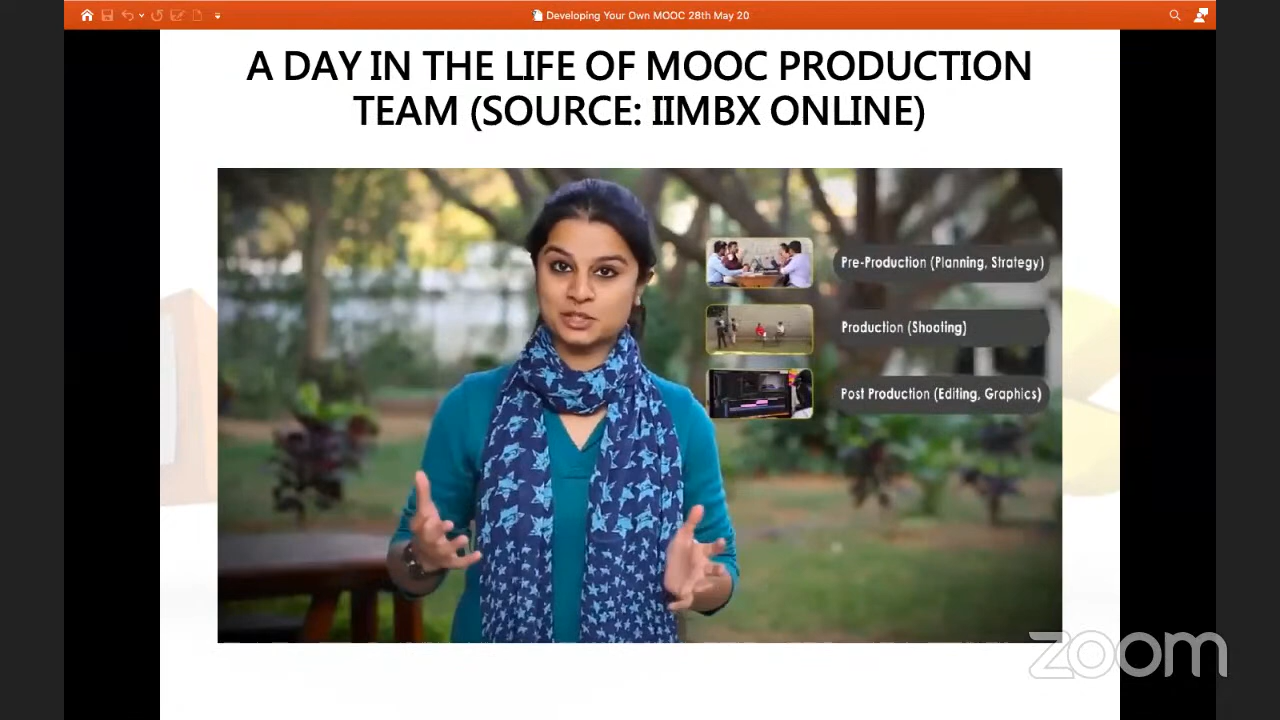 Developing Your Own MOOC 28th May 20
A DAY IN THE LIFE OF MOOC PRODUCTION
TEAM (SOURCE: IIMBX ONLINE)
Pre-Production (Planning, Strategy)
Production (Shooting)
Post Production (Editing, Graphics)
zoom